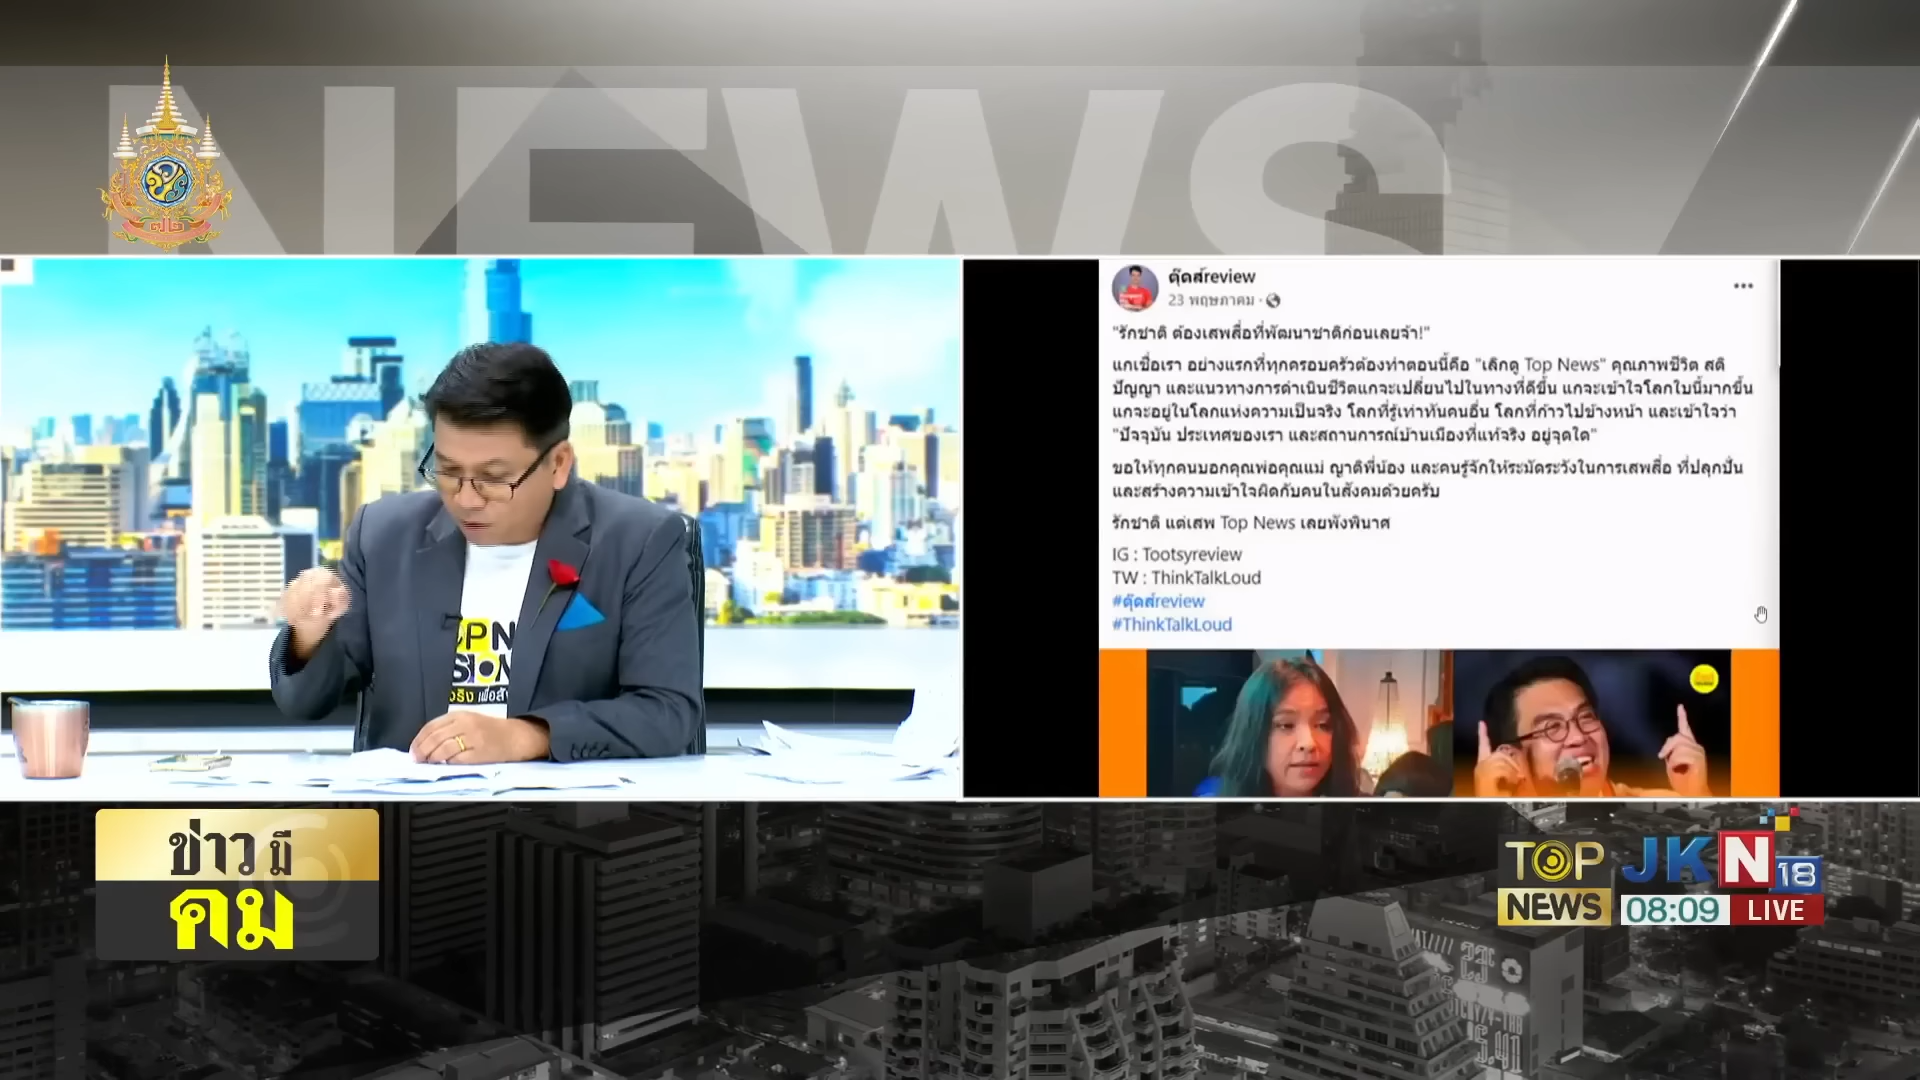 NEWS
ตุ๊ดส์review
23 พฤษภาคม
"รักชาติ ต้องเสพสื่อที่พัฒนาชาติก่อนเลยจ้า!"
แกเชื่อเรา อย่างแรกที่ทุกครอบครัวต้องทำตอนนี้คือ "เลิกดู Top News" คุณภาพชีวิต สติ
ปัญญา และแนวทางการดำเนินชีวิตแกจะเปลี่ยนไปในทางที่ดีขึ้น แกจะเข้าใจโลกใบนี้มากขึ้น
แกจะอยู่ในโลกแห่งความเป็นจริง โลกที่รู้เท่าทันคนอื่น โลกที่ก้าวไปข้างหน้า และเข้าใจว่า
"ปัจจุบัน ประเทศของเรา และสถานการณ์บ้านเมืองที่แท้จริง อยู่จุดใด"
ขอให้ทุกคนบอกคุณพ่อคุณแม่ ญาติพี่น้อง และคนรู้จักให้ระมัดระวังในการเสพสื่อ ที่ปลุกปั่น
และสร้างความเข้าใจผิดกับคนในสังคมด้วยครับ
รักชาติ แต่เสพ Top News เลยพังพินาศ
IG : Tootsyreview
TW : ThinkTalkLoud
#ตุ๊ดส์review
#ThinkTalkLoud
ข่าวมี
คม
TOP
NEWS
JKN 18
08:09 LIVE